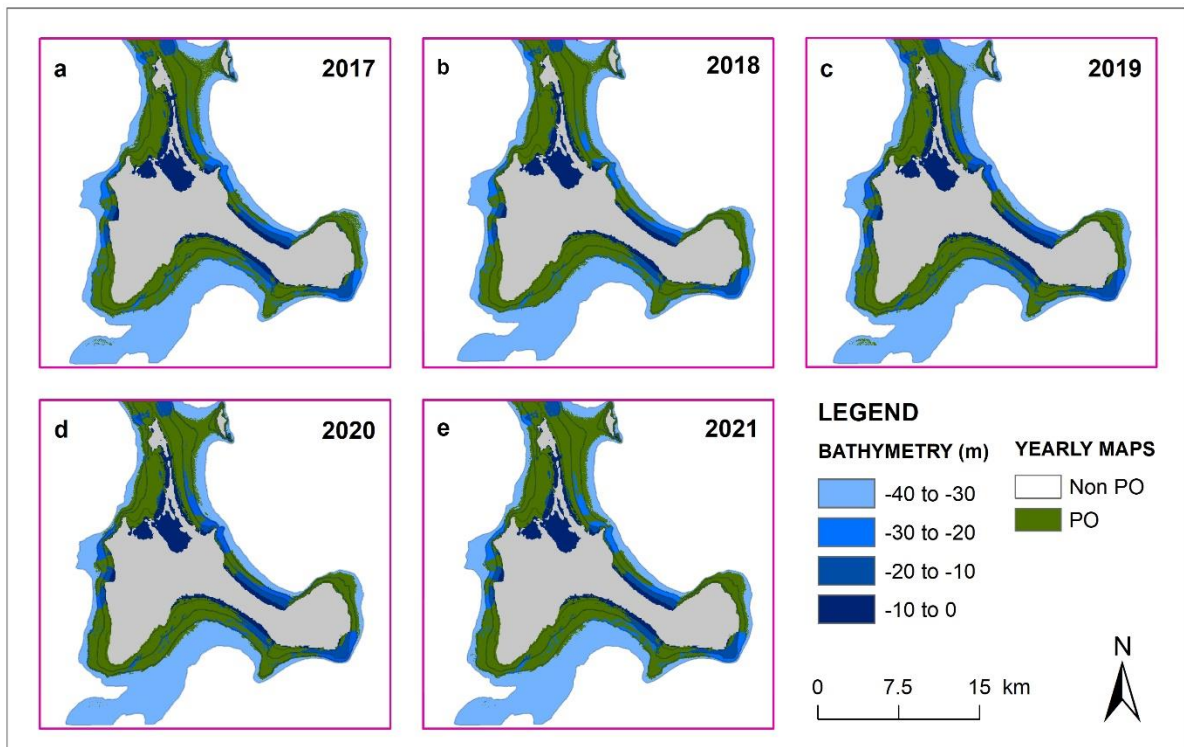 a 2017
b 2018
c 2019
d 2020
e 2021
LEGEND
BATHYMETRY (m)
-40 to -30
-30 to -20
-20 to -10
-10 to 0
YEARLY MAPS
Non PO
PO
0 7.5 15 km
N